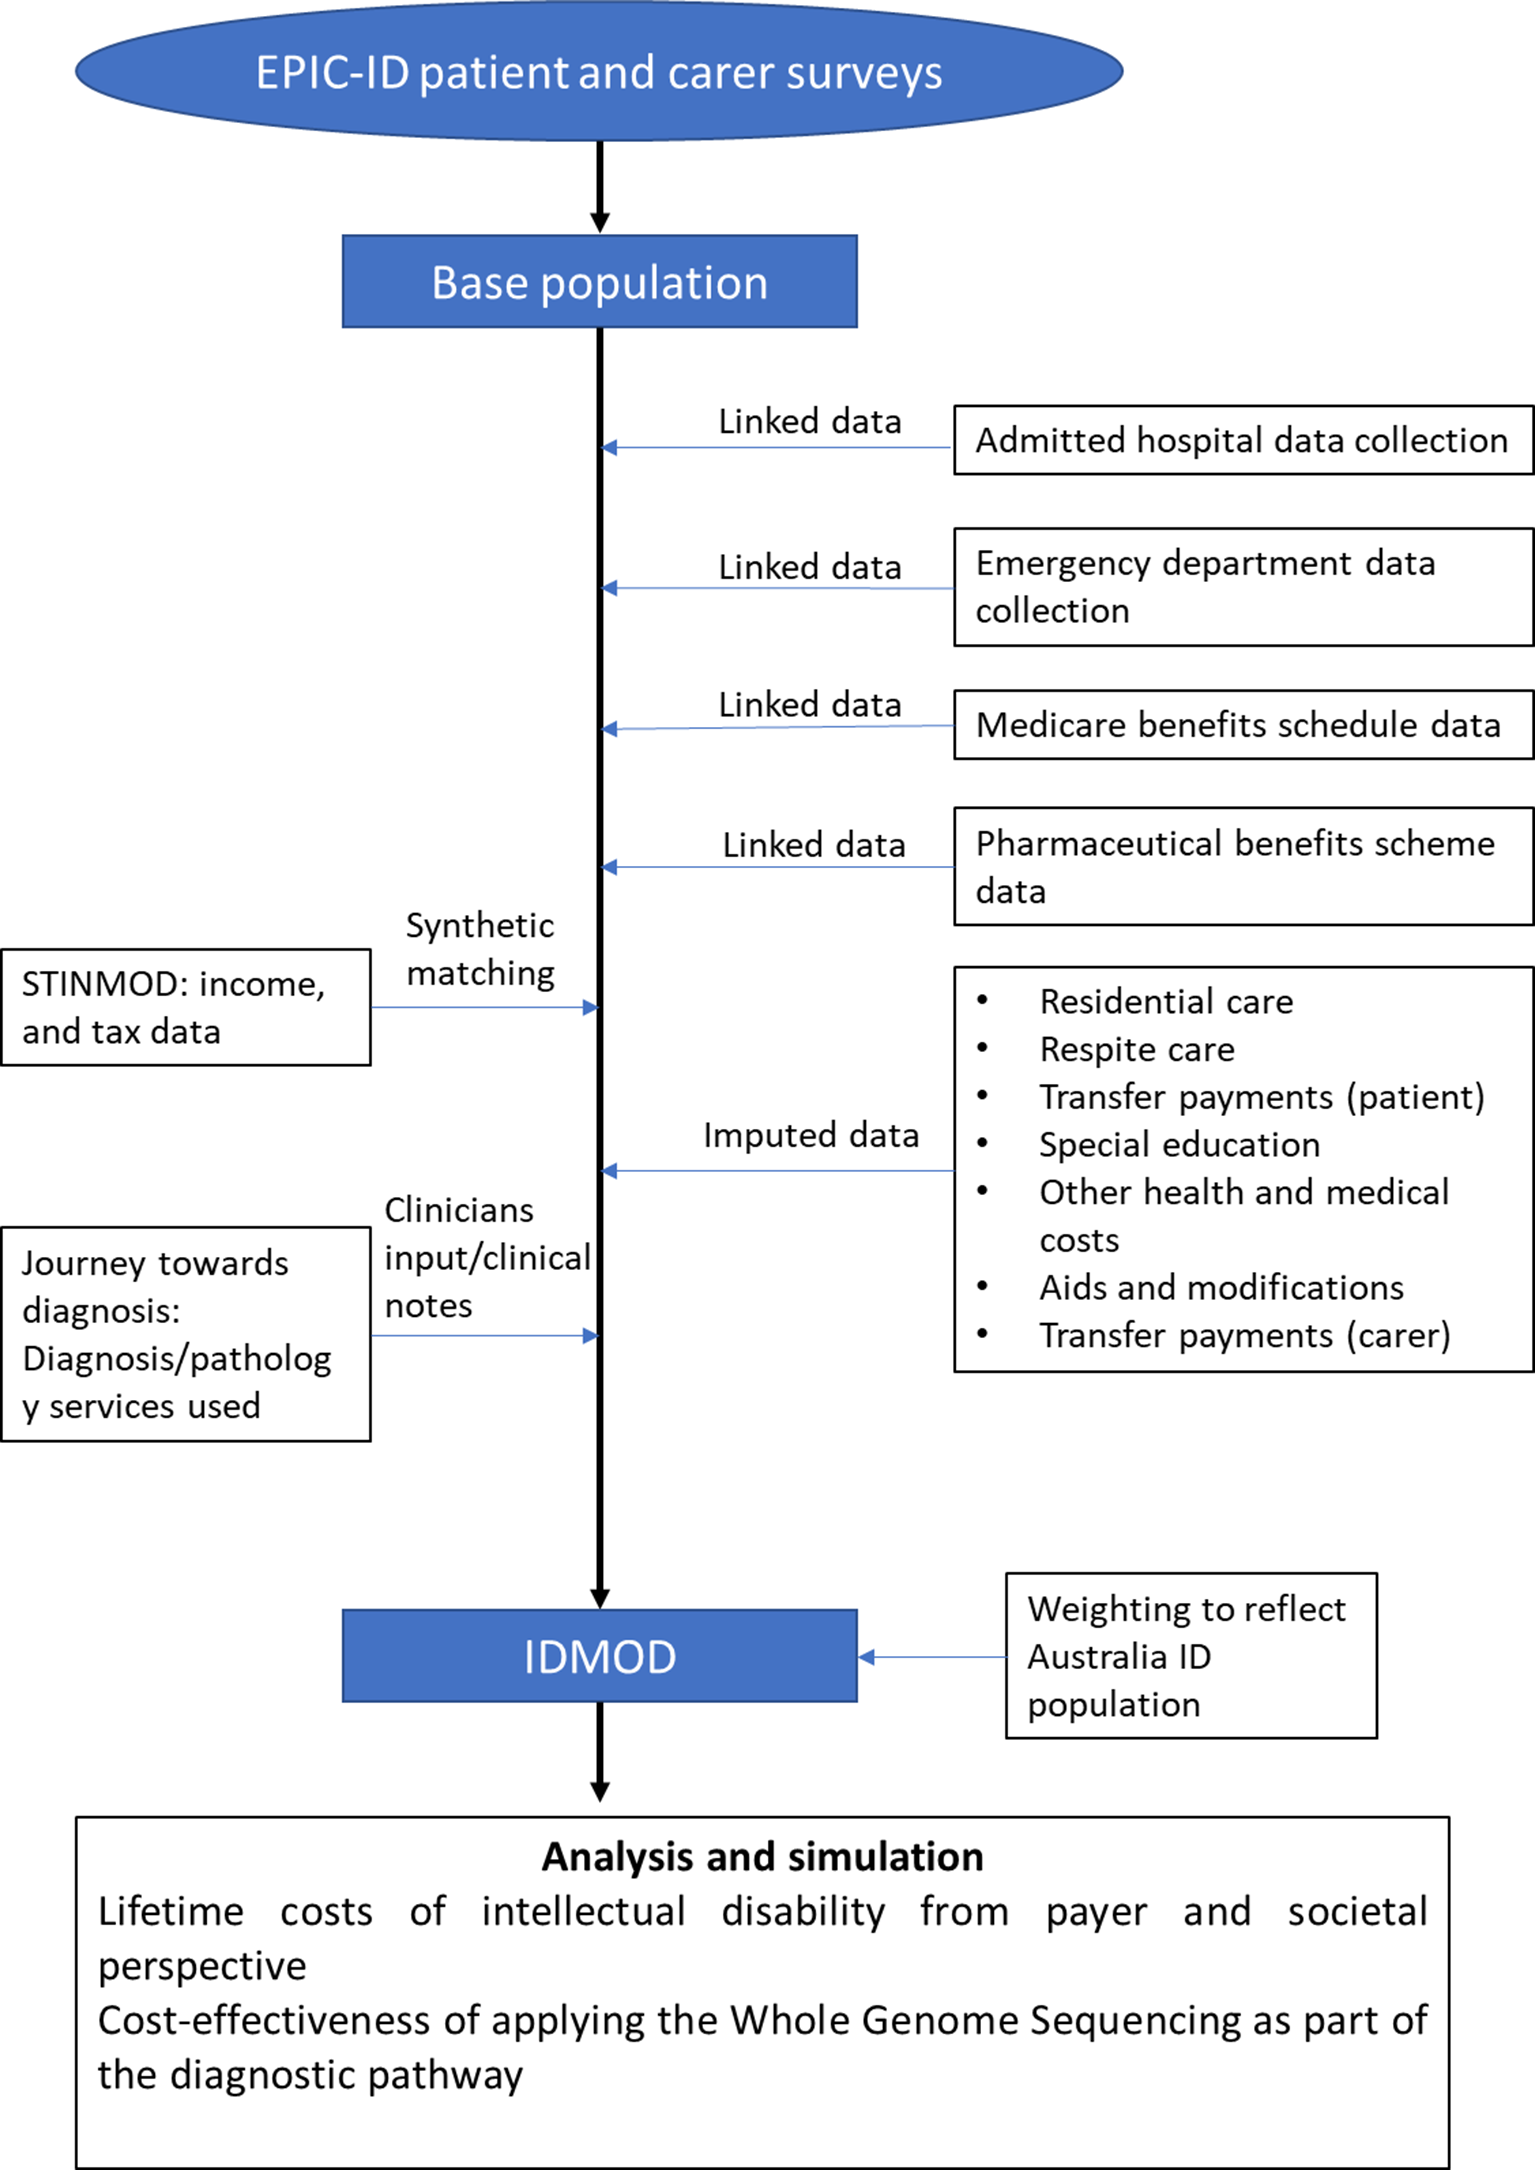 EPIC-ID patient and carer surveys
Base population
Linked data
Admitted hospital data collection
Linked data
Emergency department data
collection
Linked data
Medicare benefits schedule data
Linked data
Pharmaceutical benefits scheme
data
Synthetic
matching
STINMOD: income,
and tax data
• Residential care
• Respite care
• Transfer payments (patient)
• Special education
• Other health and medical
costs
• Aids and modifications
• Transfer payments (carer)
Imputed data
Clinicians
input/clinical
notes
Journey towards
diagnosis:
Diagnosis/patholog
y services used
IDMOD
Weighting to reflect
Australia ID
population
Analysis and simulation
Lifetime costs of intellectual disability from payer and societal
perspective
Cost-effectiveness of applying the Whole Genome Sequencing as part of
the diagnostic pathway